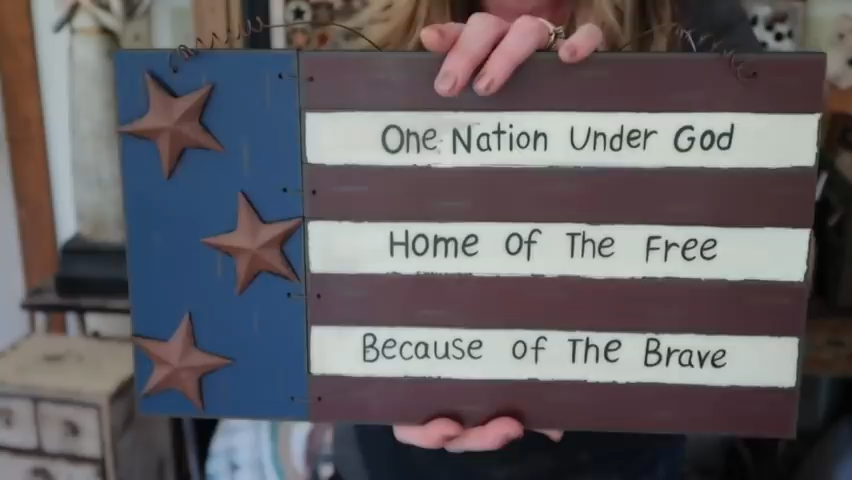 One Nation Under God
Home Of The Free
Because of The Brave